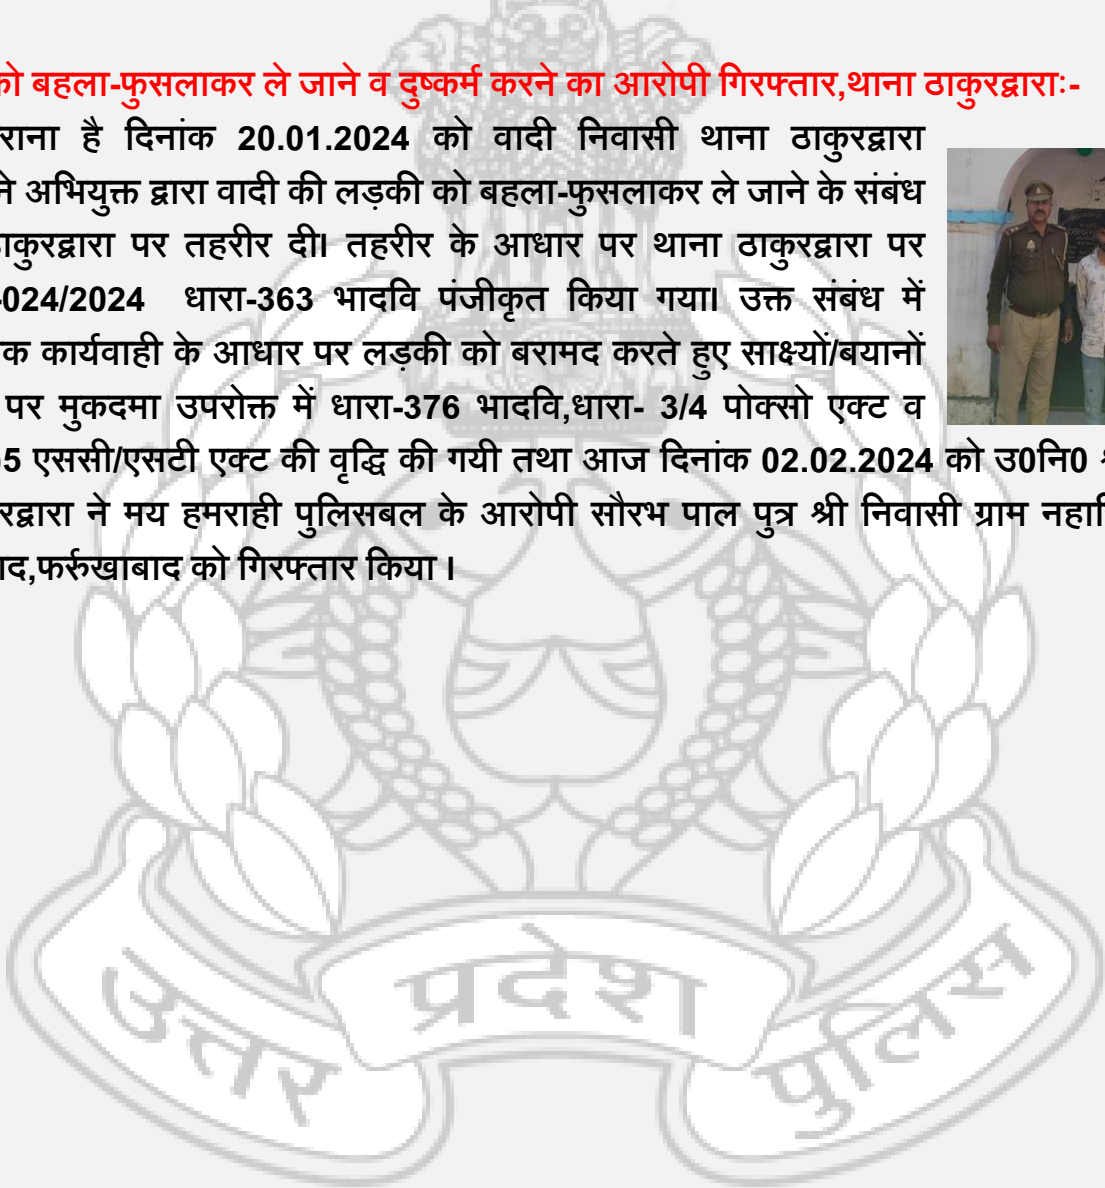 को बहला-फुसलाकर ले जाने व दुष्कर्म करने का आरोपी गिरफ्तार,थाना ठाकुरद्वाराः-
राना है दिनांक 20.01.2024 को वादी निवासी थाना ठाकुरद्वारा
ने अभियुक्त द्वारा वादी की लड़की को बहला-फुसलाकर ले जाने के संबंध
ठाकुरद्वारा पर तहरीर दी। तहरीर के आधार पर थाना ठाकुरद्वारा पर
024/2024 धारा-363 भादवि पंजीकृत किया गया। उक्त संबंध में
क कार्यवाही के आधार पर लड़की को बरामद करते हुए साक्ष्यों/बयानों
पर मुकदमा उपरोक्त में धारा-376 भादवि,धारा- 3/4 पोक्सो एक्ट व
5 एससी/एसटी एक्ट की वृद्धि की गयी तथा आज दिनांक 02.02.2024 को उ0नि0
रद्वारा ने मय हमराही पुलिसबल के आरोपी सौरभ पाल पुत्र श्री निवासी ग्राम
ाद,फर्रुखाबाद को गिरफ्तार किया ।
उत्तर प्रदेश पुलिस